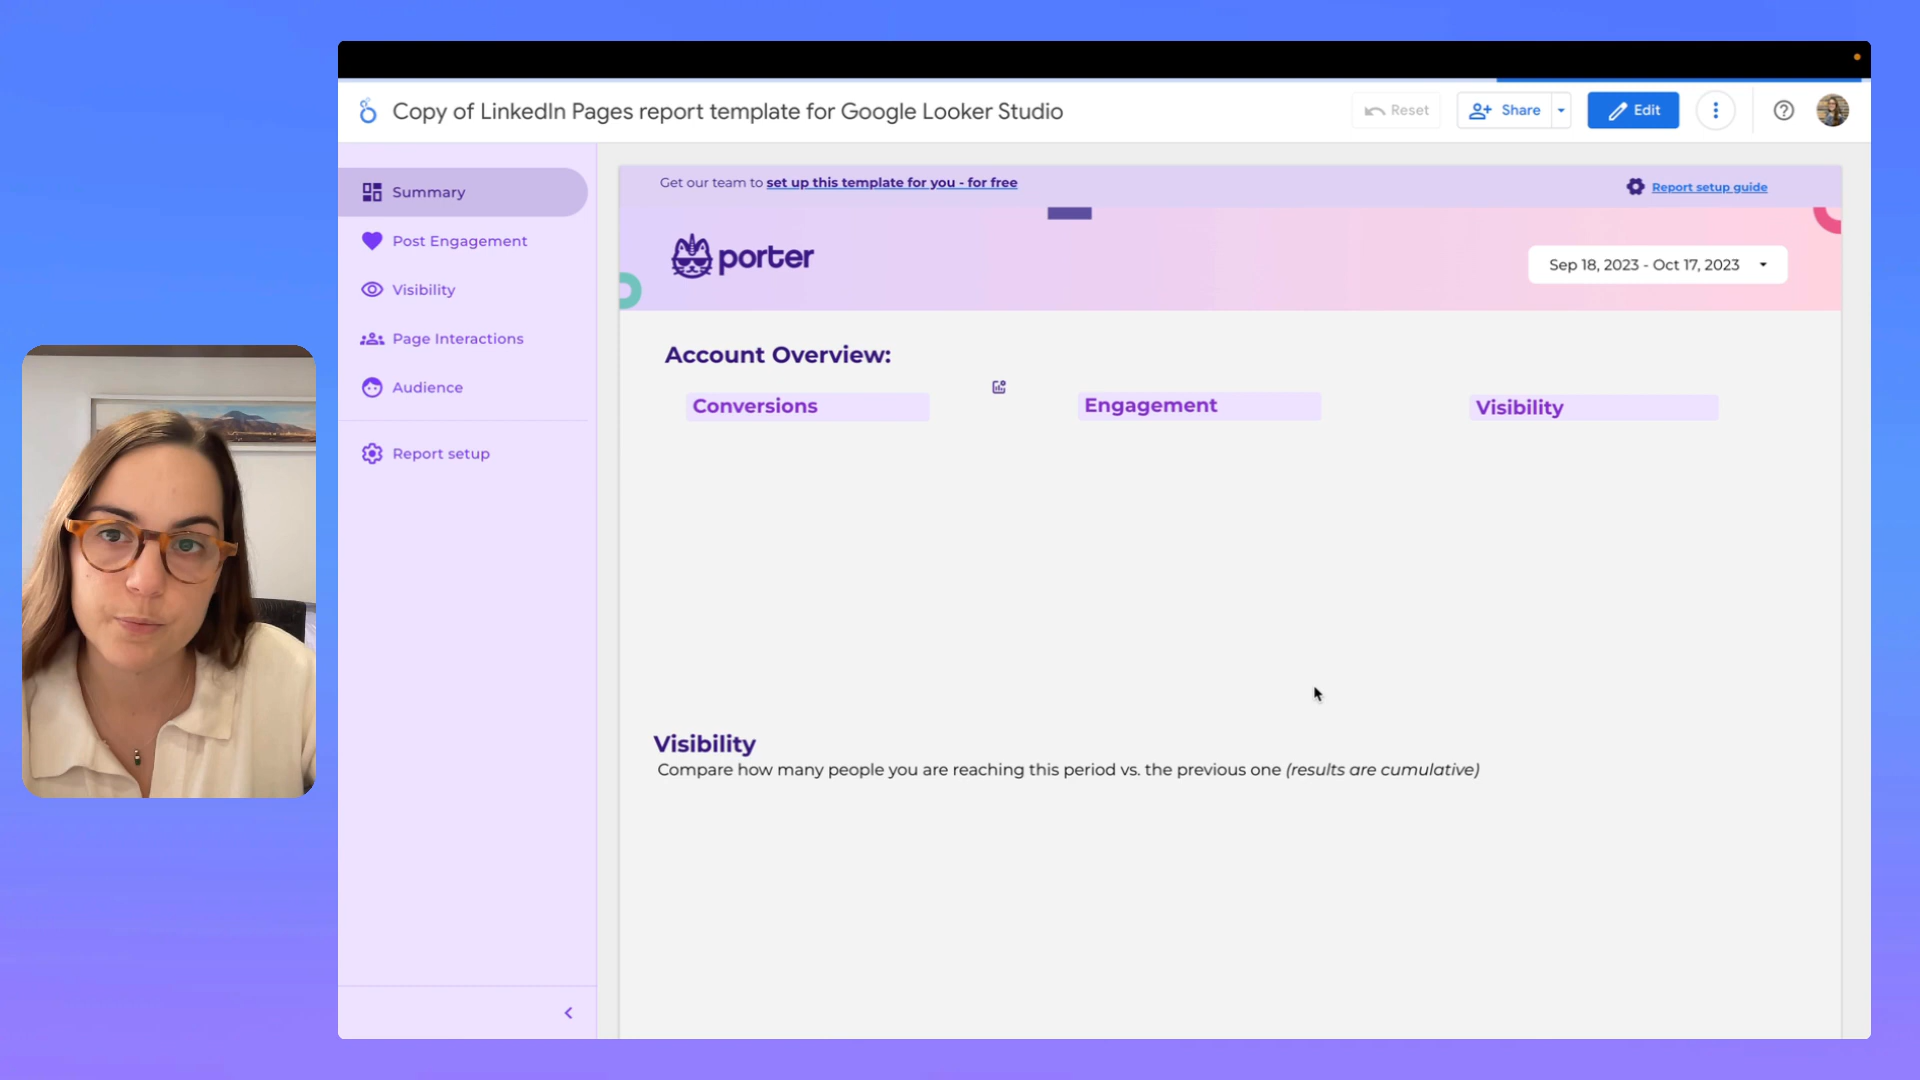 Copy of LinkedIn Pages report template for Google Looker Studio
Reset
Share
Edit
Summary
Post Engagement
Visibility
Page Interactions
Audience
Report setup
Get our team to set up this template for you - for free
Report setup guide
porter
Sep 18, 2023 - Oct 17, 2023
Account Overview:
Conversions
Engagement
Visibility
Visibility
Compare how many people you are reaching this period vs. the previous one (results are cumulative)